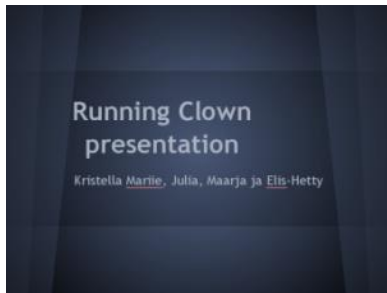 Running Clown
presentation
Kristella Mariie, Julia, Maarja ja Elis-Hetty